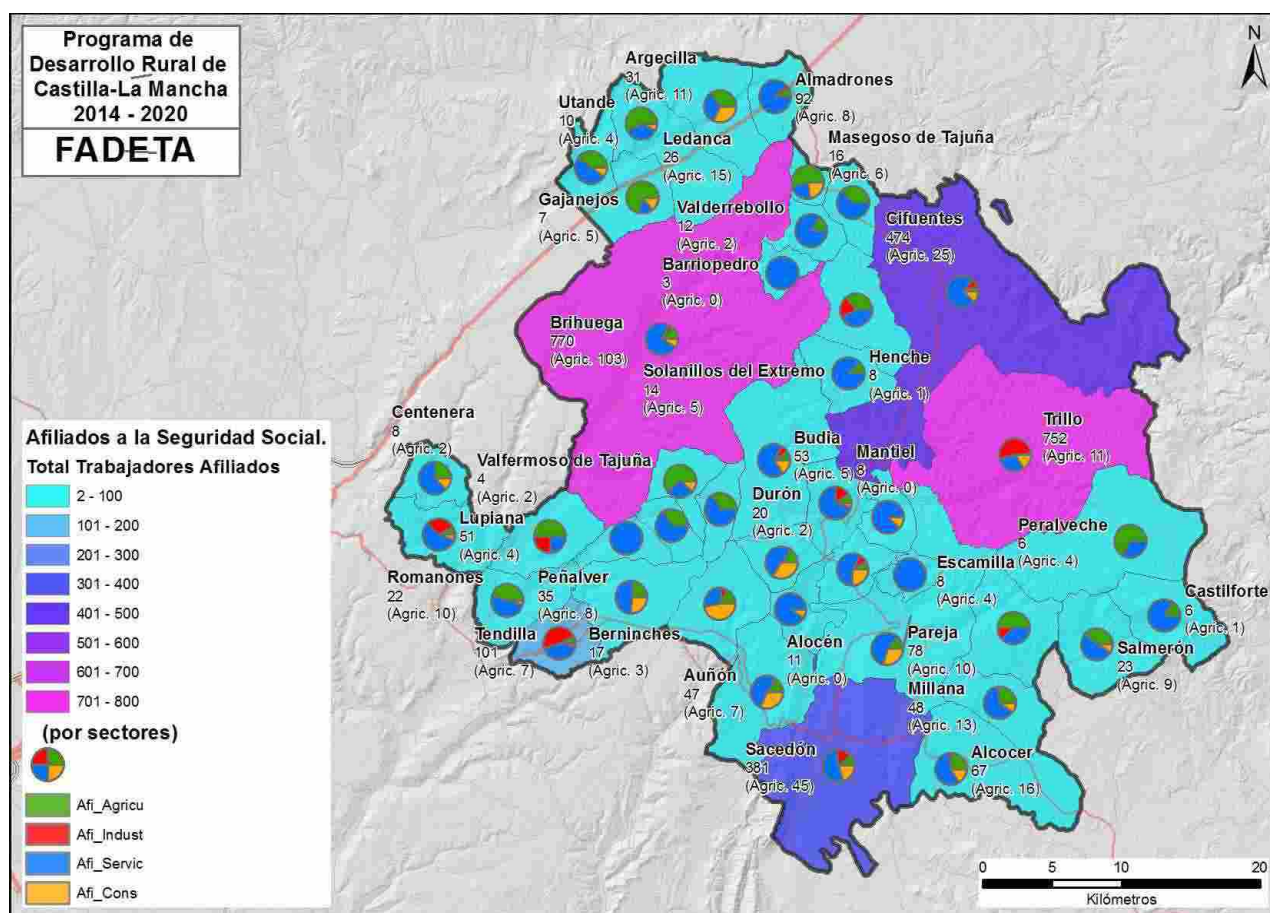 Programa de
Desarrollo Rural de
Castilla-La Mancha
2014 - 2020
FADETA
N
Argecilla
31
(Agric. 11)
Almadrones
92
(Agric. 8)
Utande
10
(Agric. 4)
Ledanca
26
(Agric. 15)
Masegoso de Tajuña
16
(Agric. 6)
Gajanejos
7
(Agric. 5)
Valderrebollo
12
(Agric. 2)
Cifuentes
474
(Agric. 25)
Barriopedro
3
(Agric. 0)
Brihuega
770
(Agric. 103)
Solanillos del Extremo
14
(Agric. 5)
Henche
8
(Agric. 1)
Centenera
8
(Agric. 2)
Trillo
752
(Agric. 11)
Valfermoso de Tajuña
4
(Agric. 2)
Budia
53
(Agric. 5)
Mantiel
8
(Agric. 0)
Durón
20
(Agric. 2)
Lupiana
51
(Agric. 4)
Peralveche
6
(Agric. 4)
Escamilla
8
(Agric. 4)
Romanones
22
(Agric. 10)
Peñalver
35
(Agric. 8)
Castilforte
6
(Agric. 1)
Tendilla
101
(Agric. 7)
Berninches
17
(Agric. 3)
Alocén
11
(Agric. 0)
Pareja
78
(Agric. 10)
Salmerón
23
(Agric. 9)
Auñón
47
(Agric. 7)
Millana
48
(Agric. 13)
Sacedón
381
(Agric. 45)
Alcocer
67
(Agric. 16)
Afiliados a la Seguridad Social.
Total Trabajadores Afiliados
2 - 100
101 - 200
201 - 300
301 - 400
401 - 500
501 - 600
601 - 700
701 - 800
(por sectores)
Afi_Agricu
Afi_Indust
Afi_Servic
Afi_Cons
0 5 10 20
Kilómetros